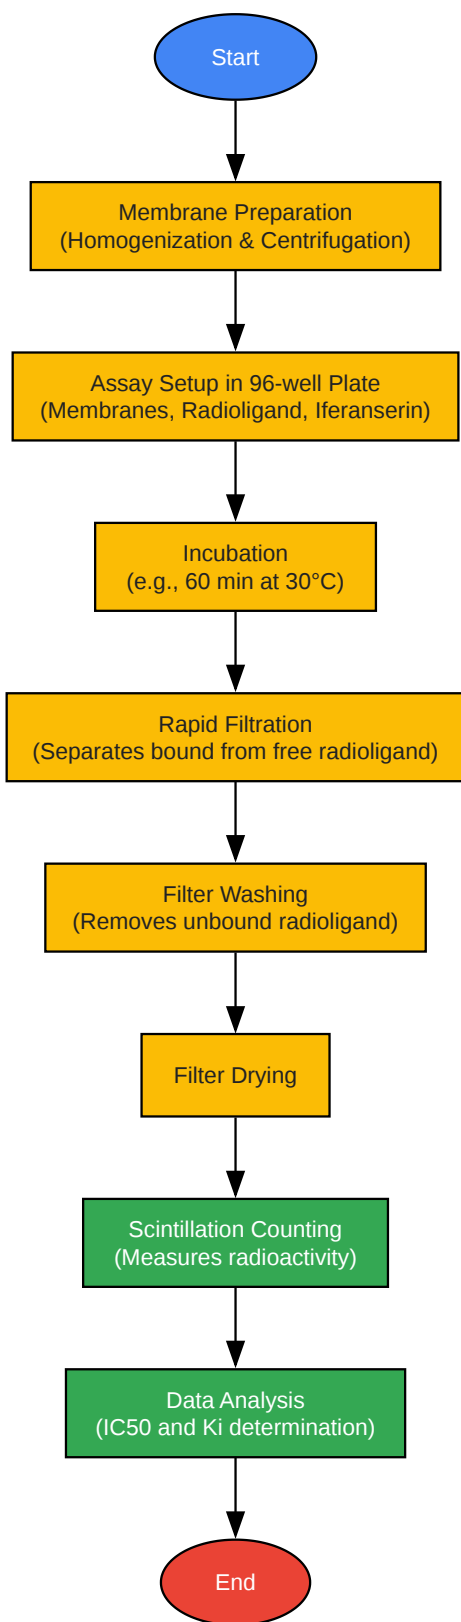 Start
Membrane Preparation
(Homogenization & Centrifugation)
Assay Setup in 96-well Plate
(Membranes, Radioligand, Iferanserin)
Incubation
(e.g., 60 min at 30°C)
Rapid Filtration
(Separates bound from free radioligand)
Filter Washing
(Removes unbound radioligand)
Filter Drying
Scintillation Counting
(Measures radioactivity)
Data Analysis
(IC50 and Ki determination)
End